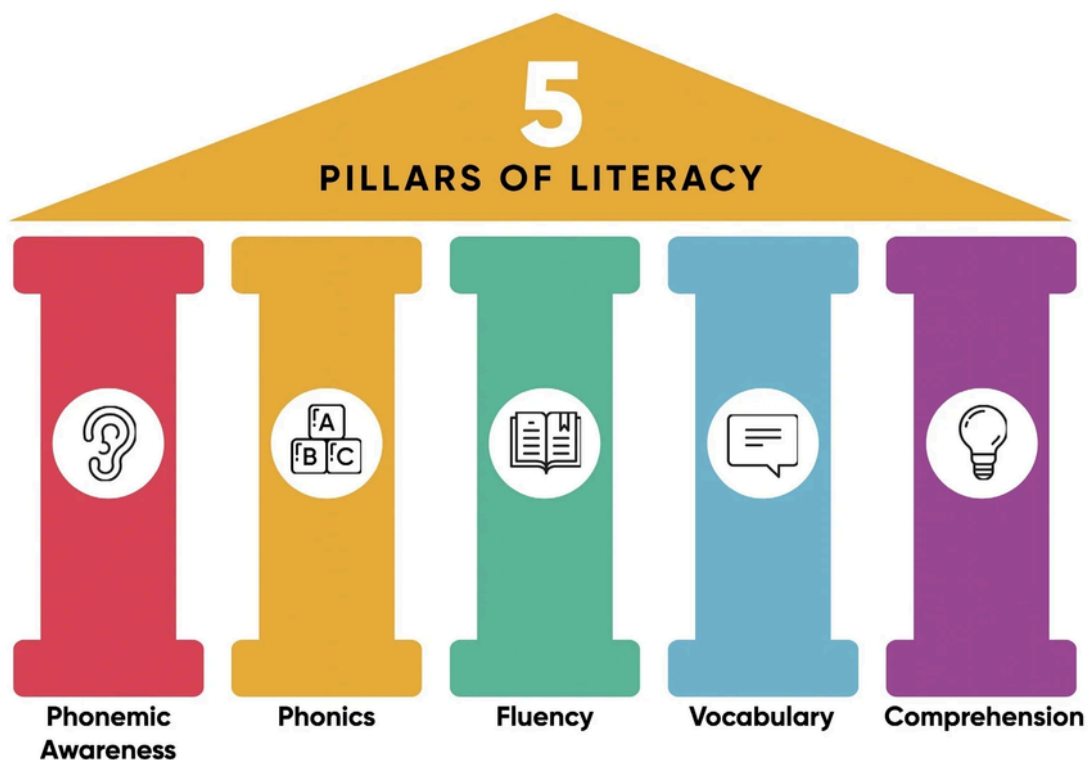 5
PILLARS OF LITERACY
A
B C
Phonemic
Awareness
Phonics
Fluency
Vocabulary
Comprehension